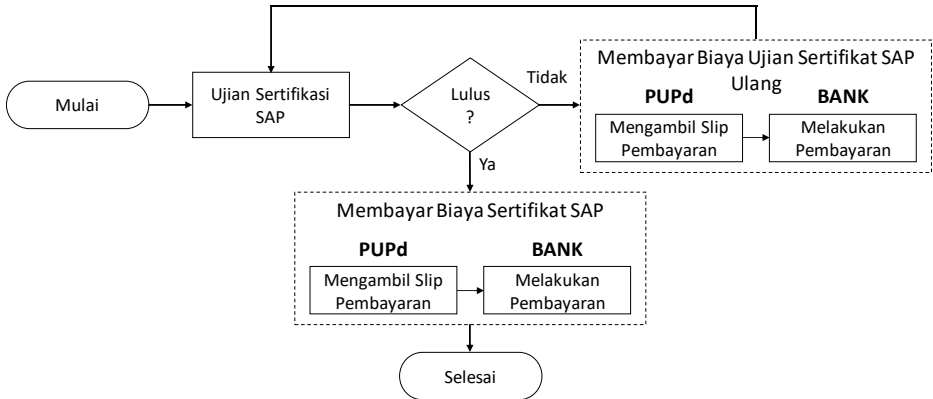 Mulai
Ujian Sertifikasi
SAP
Lulus
?
Tidak
Membayar Biaya Ujian Sertifikat SAP
Ulang
PUPd
BANK
Mengambil Slip
Pembayaran
Melakukan
Pembayaran
Ya
Membayar Biaya Sertifikat SAP
PUPd
BANK
Mengambil Slip
Pembayaran
Melakukan
Pembayaran
Selesai